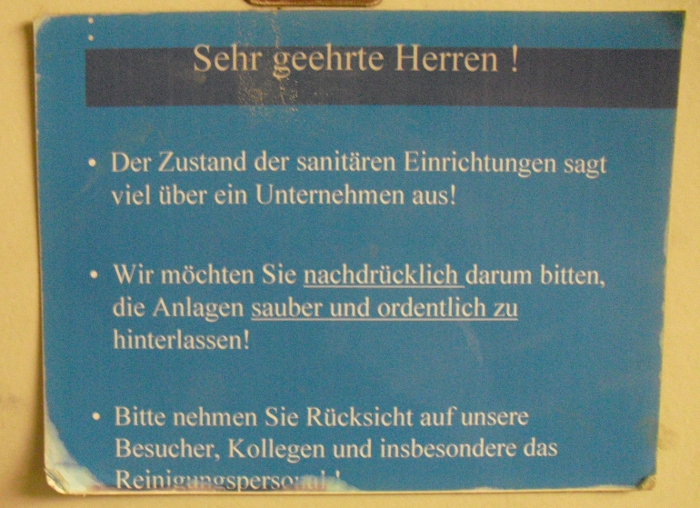 Sehr geehrte Herren !
• Der Zustand der sanitären Einrichtungen sagt
viel über ein Unternehmen aus!
• Wir möchten Sie nachdrücklich darum bitten,
die Anlagen sauber und ordentlich zu
hinterlassen!
• Bitte nehmen Sie Rücksicht auf unsere
Besucher, Kollegen und insbesondere das
Reinigungspersonal !